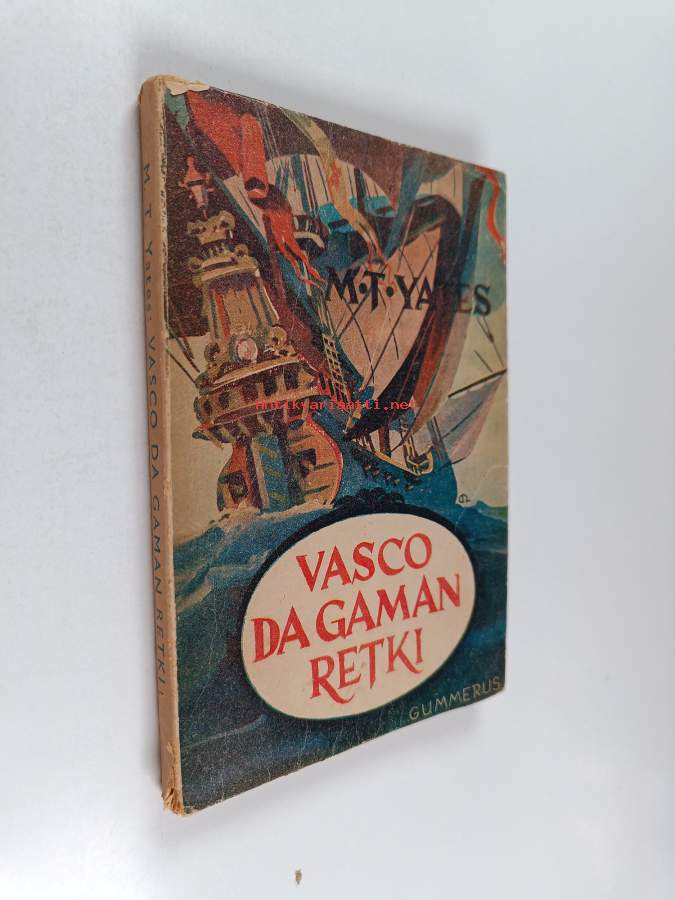 M·T·YATES
VASCO
DA GAMAN
RETKI
GUMMERUS
M. T. Yates: VASCO DA GAMAN RETKI
antikvariaatti.net